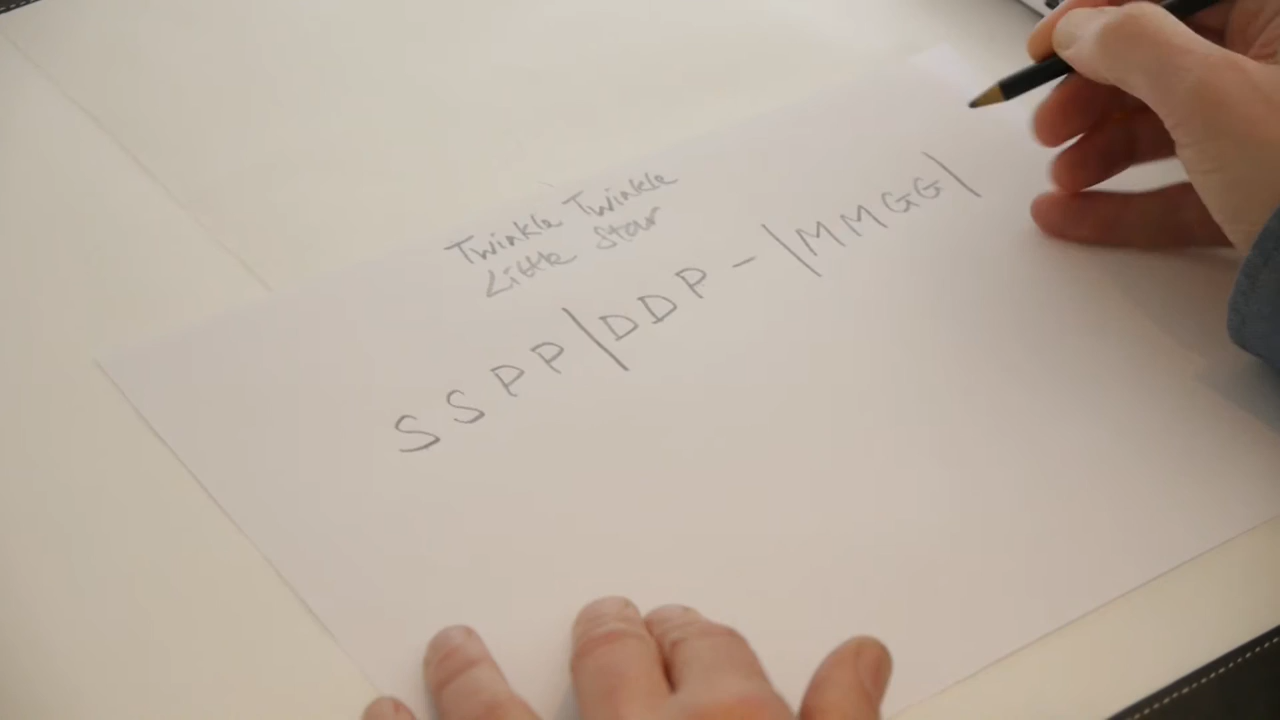 Twinkle Twinkle
Little Star
S S P P | D D P - | M M G G |